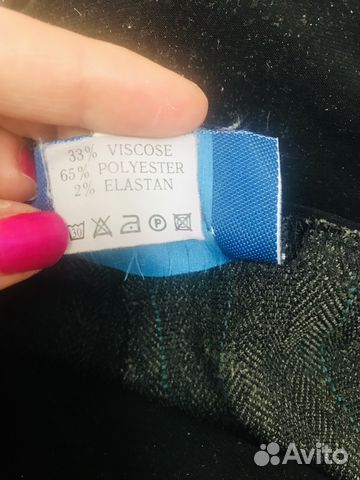 33% VISCOSE
65% POLYESTER
2% ELASTAN
30 P
Avito